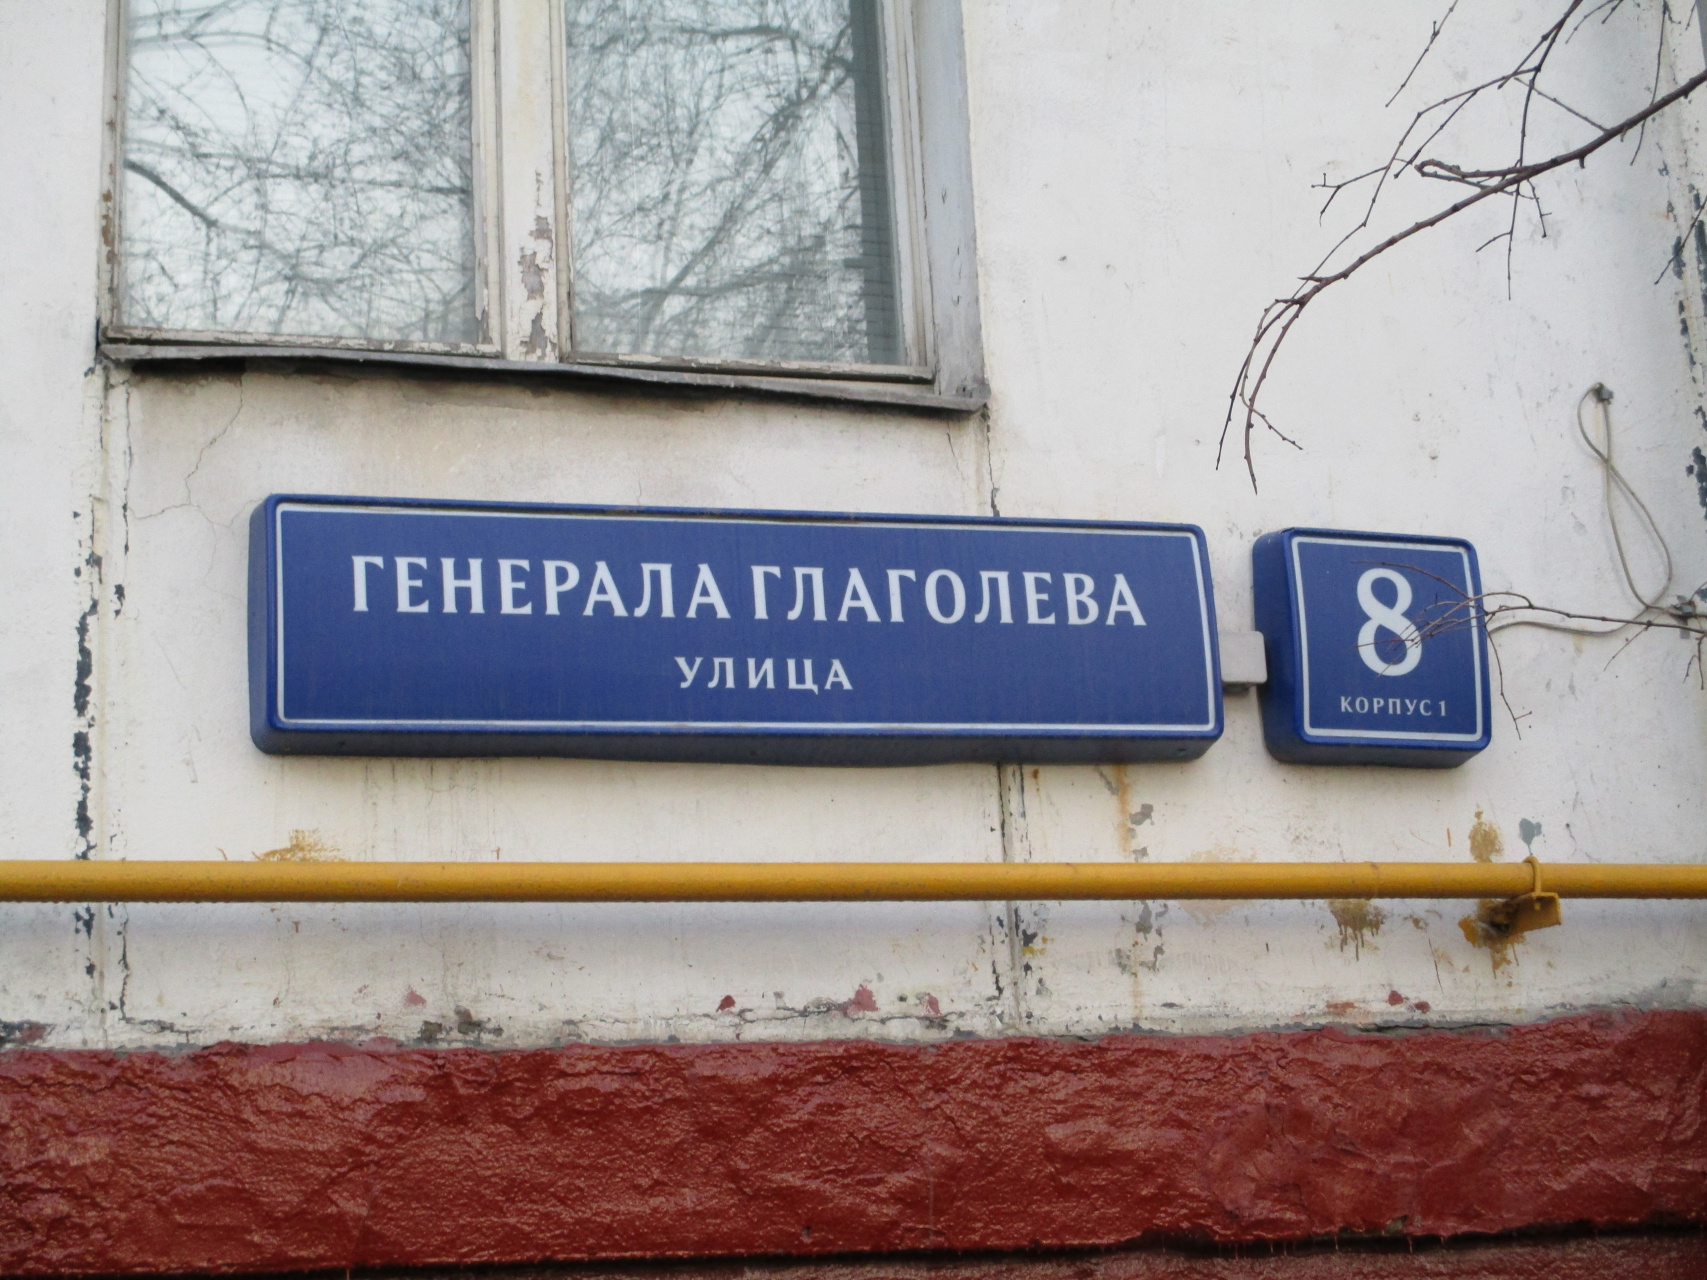 ГЕНЕРАЛА ГЛАГОЛЕВА
УЛИЦА
8
КОРПУС 1